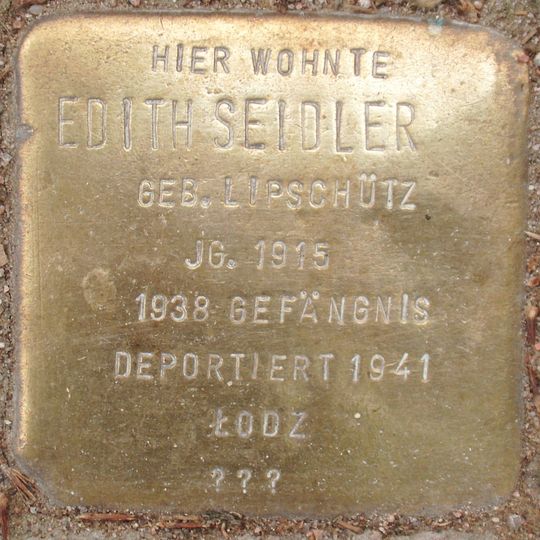 HIER WOHNTE
EDITH SEIDLER
GEB. LIPSCHÜTZ
JG. 1915
1938 GEFÄNGNIS
DEPORTIERT 1941
ŁODZ
???